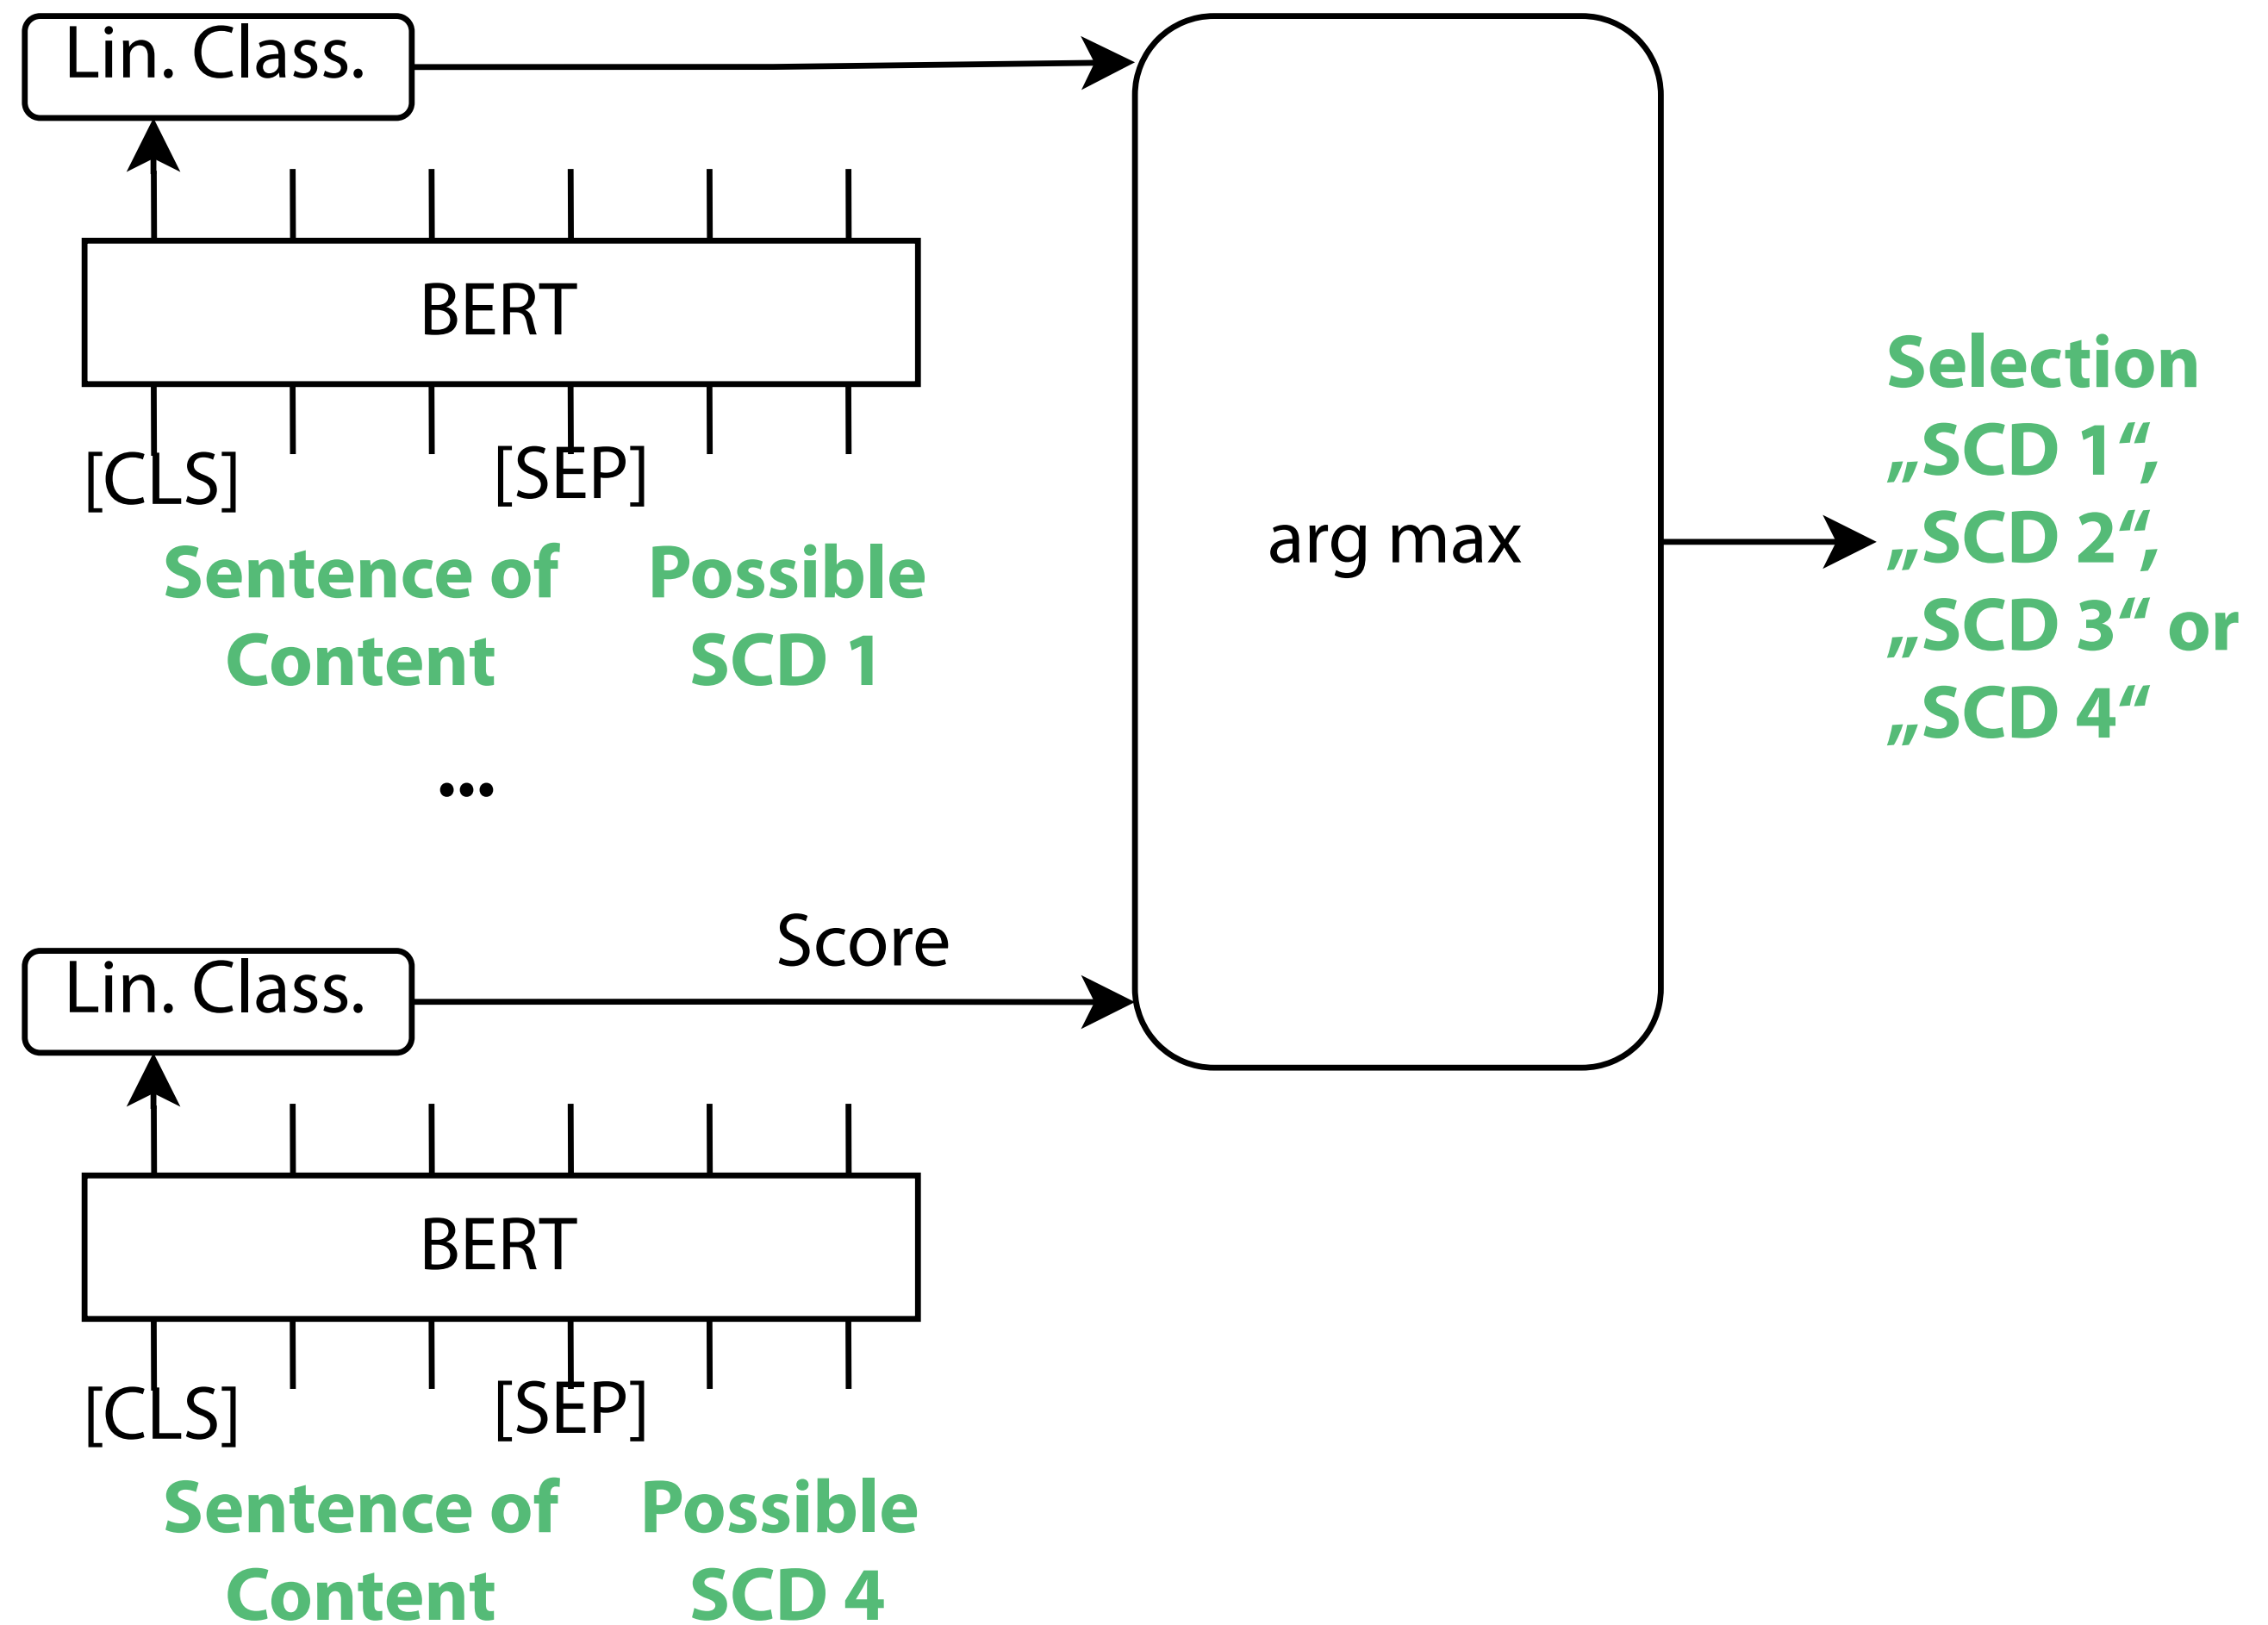 Lin. Class.
BERT
[CLS]
[SEP]
Sentence of
Content
Possible
SCD 1
...
Lin. Class.
Score
BERT
[CLS]
[SEP]
Sentence of
Content
Possible
SCD 4
arg max
Selection
„SCD 1“,
„SCD 2“,
„SCD 3“ or
„SCD 4“